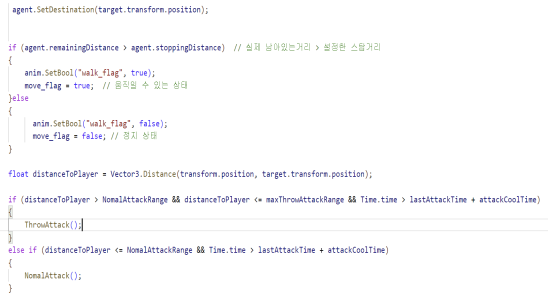 agent.SetDestination(target.transform.position);
if (agent.remainingDistance > agent.stoppingDistance) // 실제 남아있는거리 > 설정한 스탑거리
{
anim.SetBool("walk_flag", true);
move_flag = true; // 움직일 수 있는 상태
}else
{
anim.SetBool("walk_flag", false);
move_flag = false; // 정지 상태
}
float distanceToPlayer = Vector3.Distance(transform.position, target.transform.position);
if (distanceToPlayer > NomalAttackRange && distanceToPlayer <= maxThrowAttackRange && Time.time > lastAttackTime + attackCoolTime)
{
ThrowAttack();
}
else if (distanceToPlayer <= NomalAttackRange && Time.time > lastAttackTime + attackCoolTime)
{
NomalAttack();
}